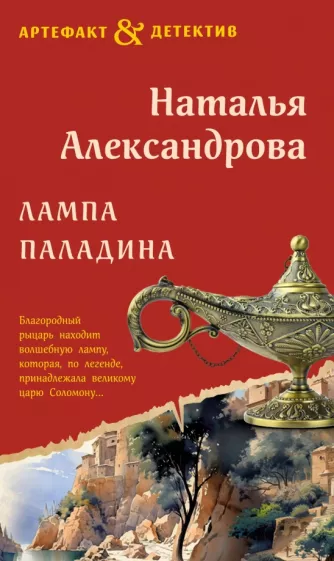 АРТЕФАКТ & ДЕТЕКТИВ
Наталья
Александрова
ЛАМПА
ПАЛАДИНА
Благородный
рыцарь находит
волшебную лампу,
которая, по легенде,
принадлежала великому
царю Соломону...